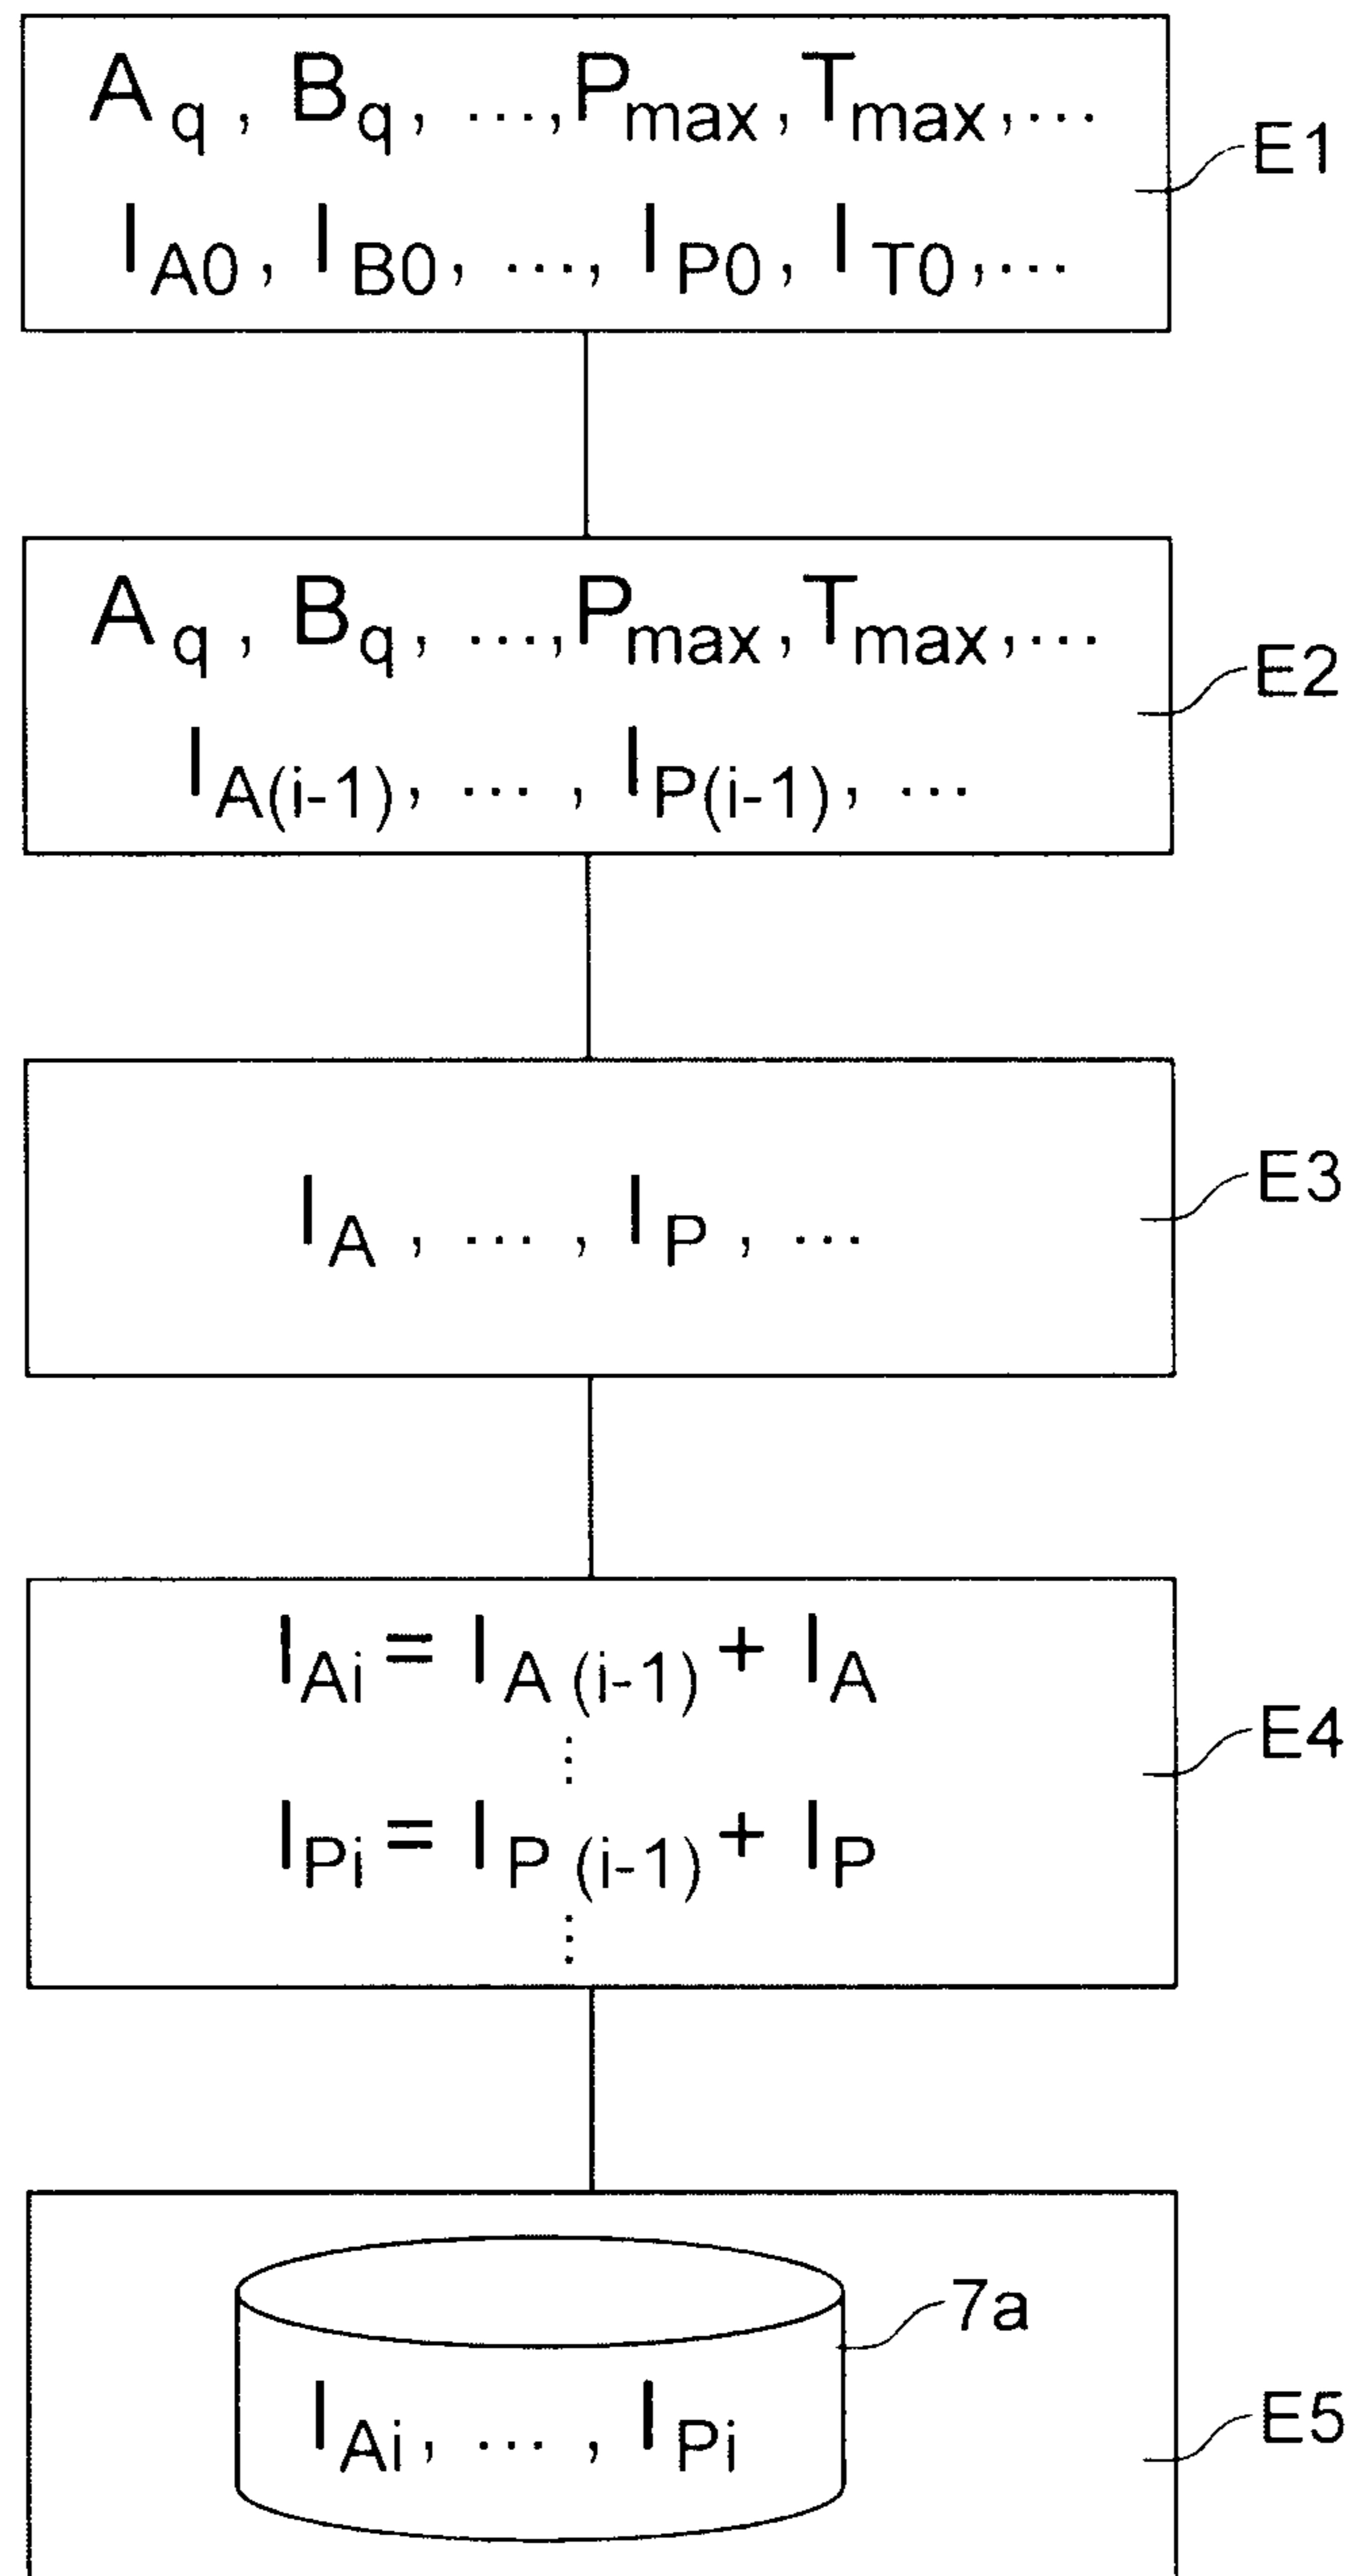 A_q, B_q, ..., P_max, T_max, ...
E1
I_A0, I_B0, ..., I_P0, I_T0, ...
A_q, B_q, ..., P_max, T_max, ...
E2
I_A(i-1), ..., I_P(i-1), ...
I_A, ..., I_P, ...
E3
I_Ai = I_A(i-1) + I_A
⋮
E4
I_Pi = I_P(i-1) + I_P
⋮
7a
I_Ai, ..., I_Pi
E5